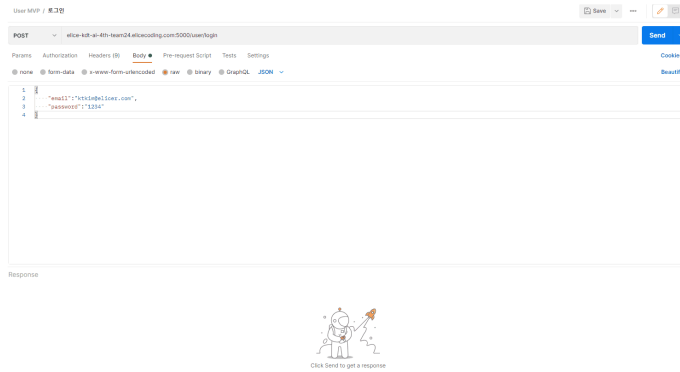 User MVP / 로그인
Save
POST
elice-kdt-ai-4th-team24.elicecoding.com:5000/user/login
Send
Params Authorization Headers (9) Body Pre-request Script Tests Settings
Cookie
none form-data x-www-form-urlencoded raw binary GraphQL JSON
Beautif
1 {
2 "email":"ktkim@elicer.com",
3 "password":"1234"
4 }
Response
Click Send to get a response